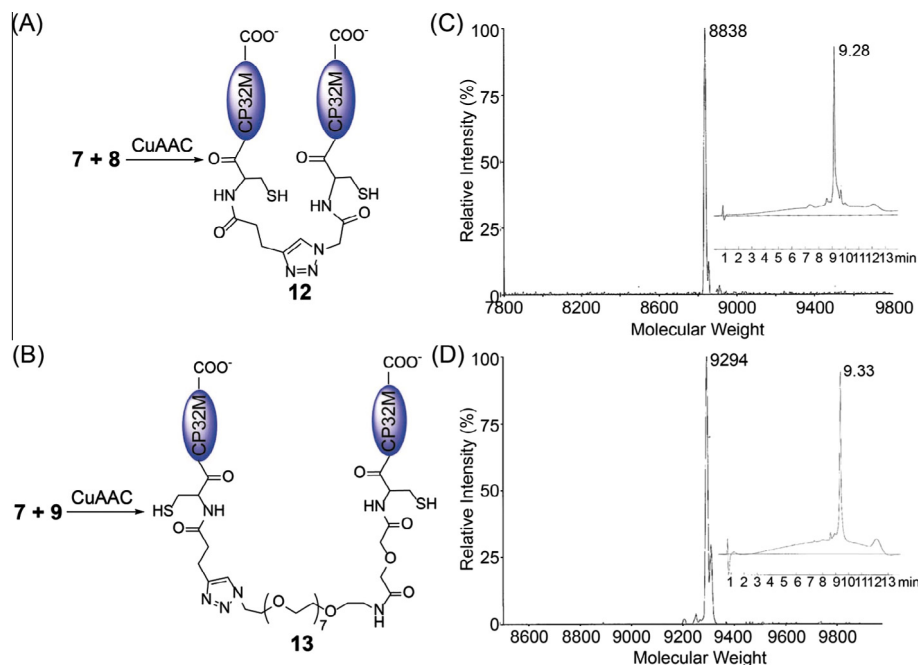 (A)
COO⁻
COO⁻
CP32M
CP32M
7 + 8
CuAAC
O
O
HN
SH
HN
SH
O
O
N
N=N
12
(C)
Relative Intensity (%)
100
75
50
25
0
8838
9.28
1 2 3 4 5 6 7 8 9 10 11 12 13 min
7800 8200 8600 9000 9400 9800
Molecular Weight
(B)
COO⁻
COO⁻
CP32M
CP32M
7 + 9
CuAAC
O
O
HS
NH
HN
SH
O
O
O
N
N
N
O
7
O
N
H
O
13
(D)
Relative Intensity (%)
100
75
50
25
0
9294
9.33
1 2 3 4 5 6 7 8 9 10 11 12 13 min
8600 8800 9000 9200 9400 9600 9800
Molecular Weight